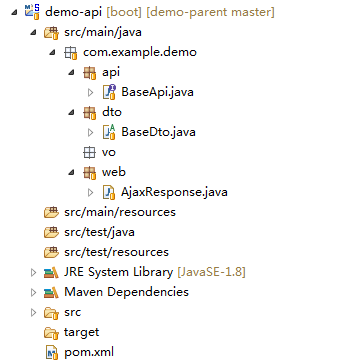 demo-api [boot] [demo-parent master]
src/main/java
com.example.demo
api
BaseApi.java
dto
BaseDto.java
vo
web
AjaxResponse.java
src/main/resources
src/test/java
src/test/resources
JRE System Library [JavaSE-1.8]
Maven Dependencies
src
target
pom.xml